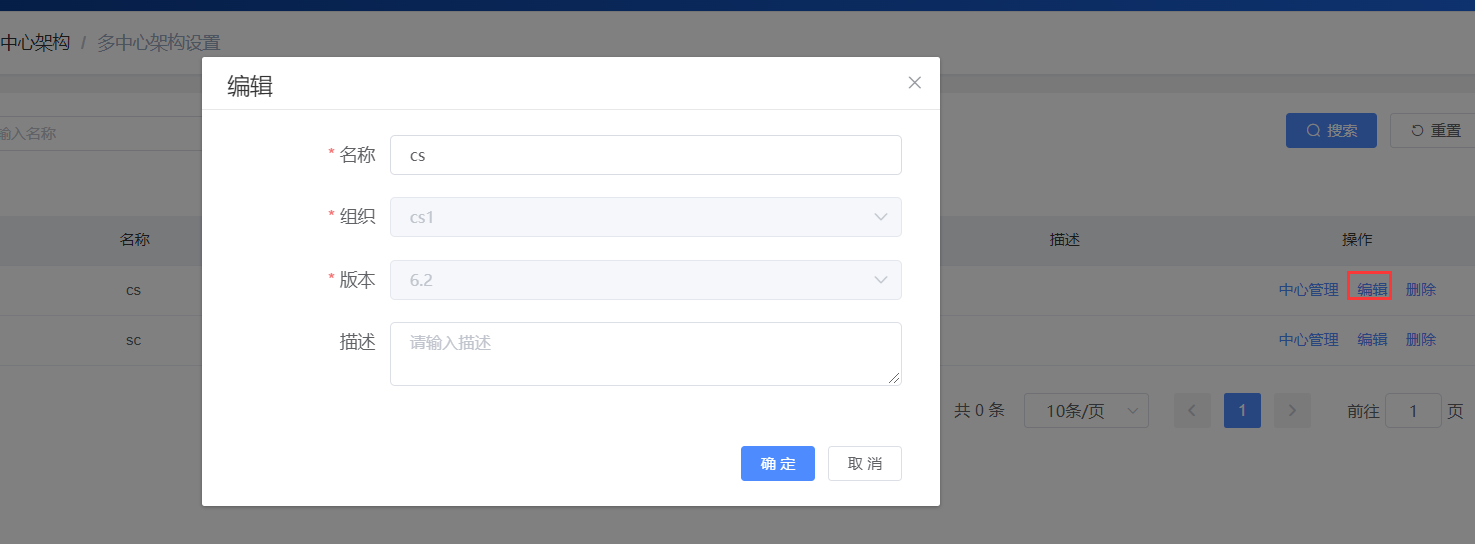 中心架构 / 多中心架构设置
编辑
输入名称
搜索
重置
* 名称 cs
* 组织 cs1
* 版本 6.2
描述 请输入描述
确 定
取 消
名称 描述 操作
cs 中心管理 编辑 删除
sc 中心管理 编辑 删除
共 0 条 10条/页 1 前往 1 页